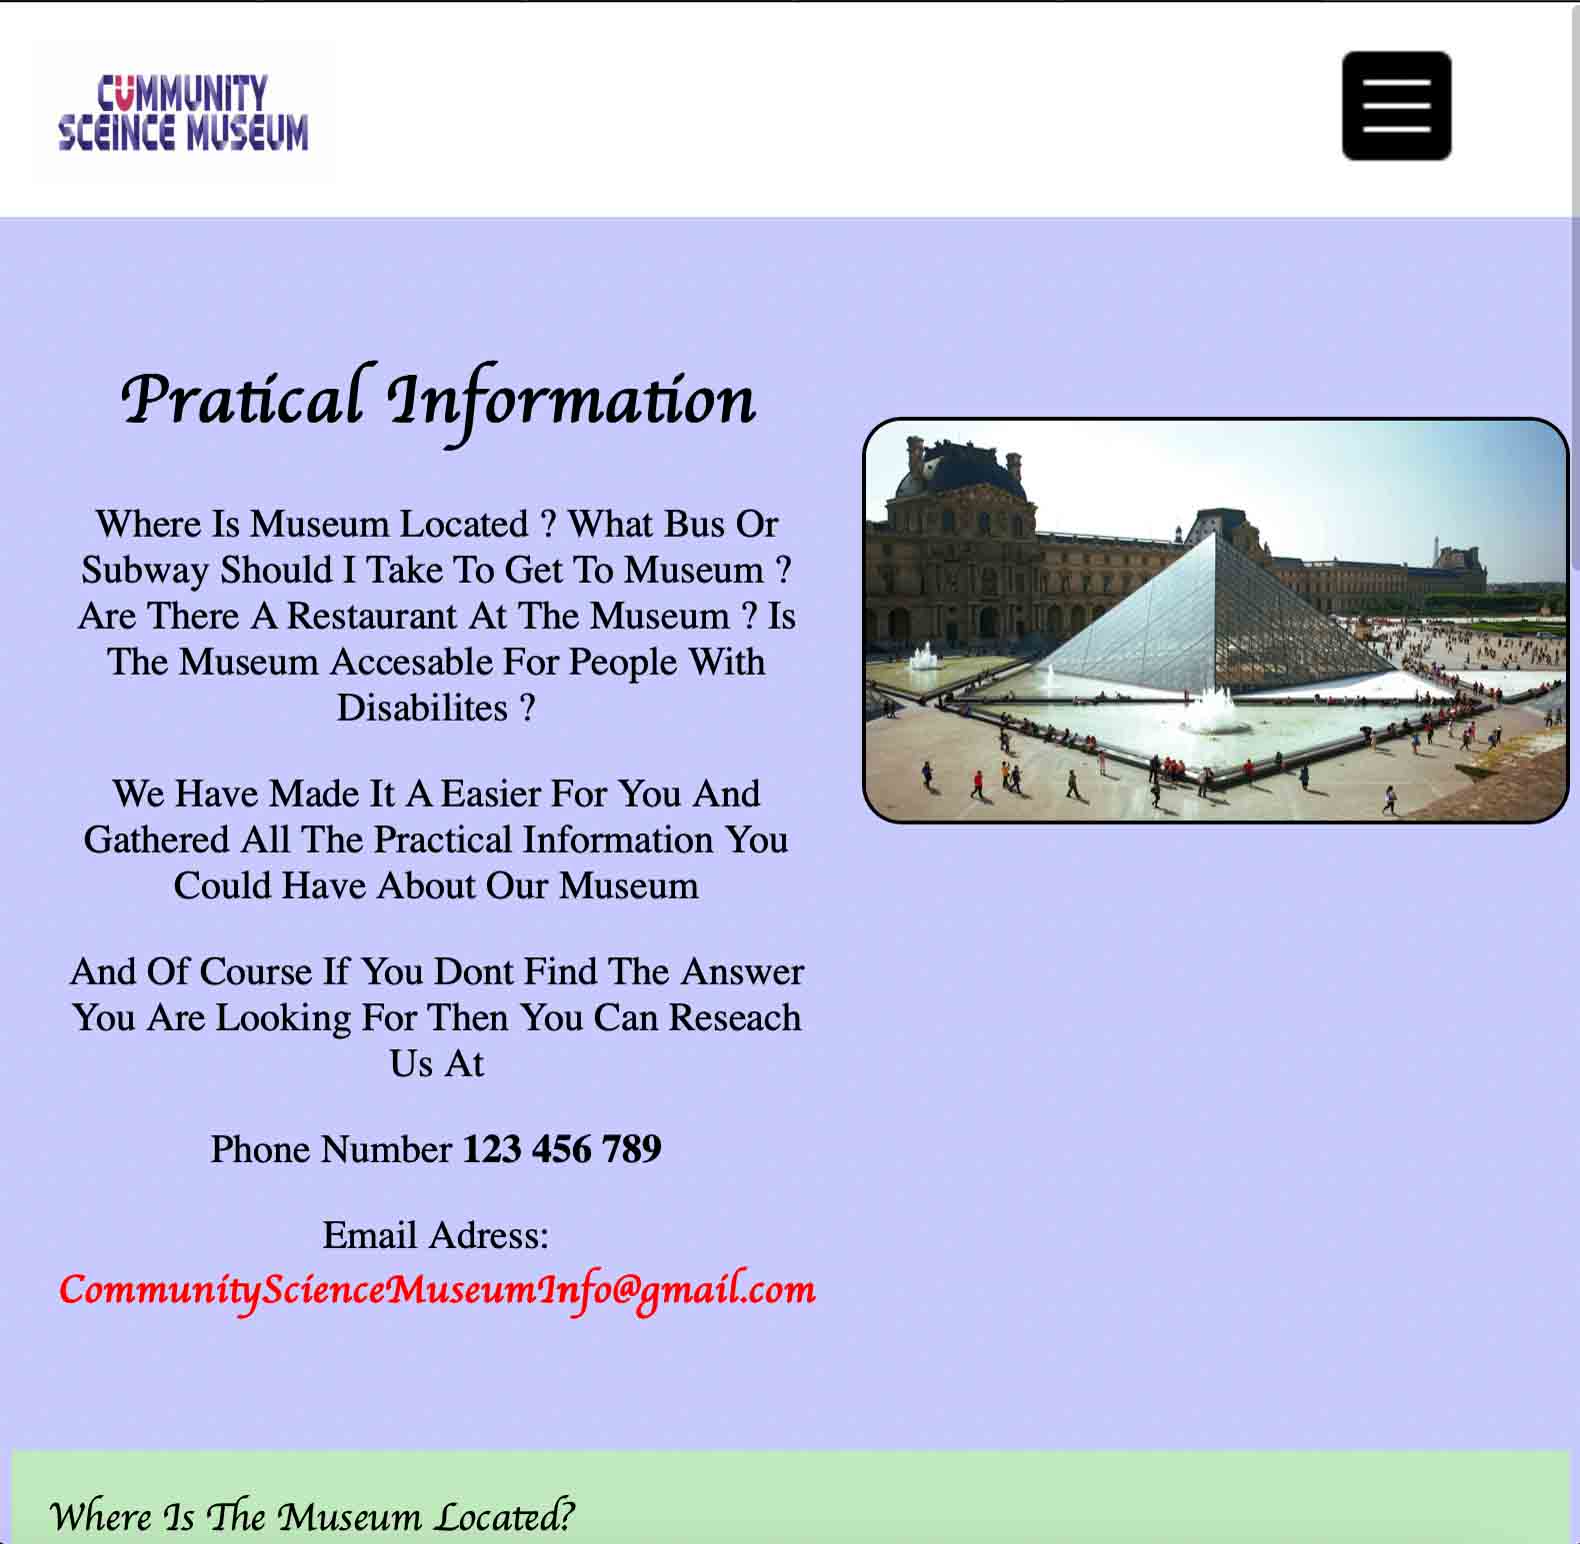 CUMMUNITY
SCEINCE MUSEUM
Pratical Information
Where Is Museum Located ? What Bus Or
Subway Should I Take To Get To Museum ?
Are There A Restaurant At The Museum ? Is
The Museum Accesable For People With
Disabilites ?
We Have Made It A Easier For You And
Gathered All The Practical Information You
Could Have About Our Museum
And Of Course If You Dont Find The Answer
You Are Looking For Then You Can Reseach
Us At
Phone Number 123 456 789
Email Adress:
CommunityScienceMuseumInfo@gmail.com
Where Is The Museum Located?